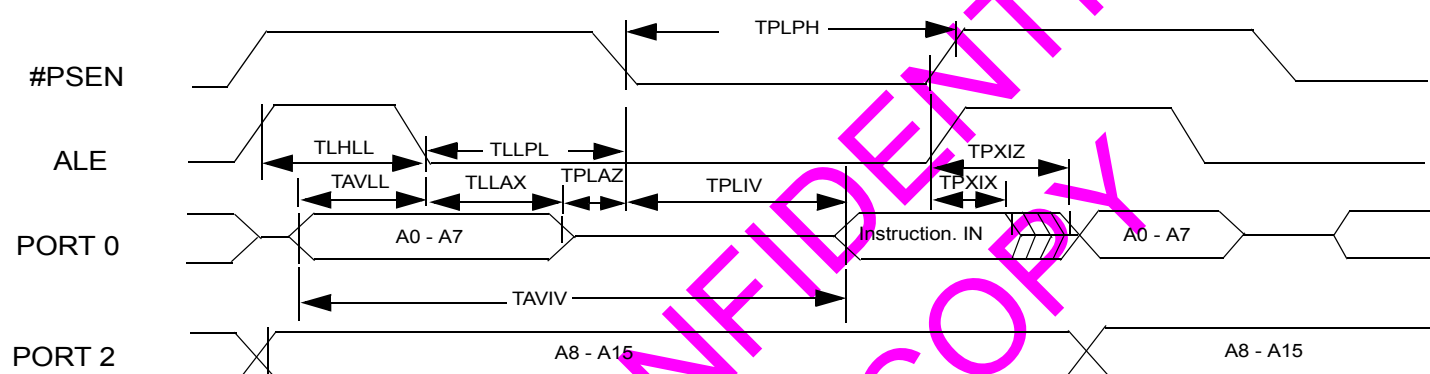 TPLPH
#PSEN
ALE
TLHLL
TLLPL
TPXIZ
TAVLL
TLLAX
TPLAZ
TPLIV
TPXIX
PORT 0
A0 - A7
Instruction. IN
A0 - A7
TAVIV
PORT 2
A8 - A15
A8 - A15
NFIDENT
COPY